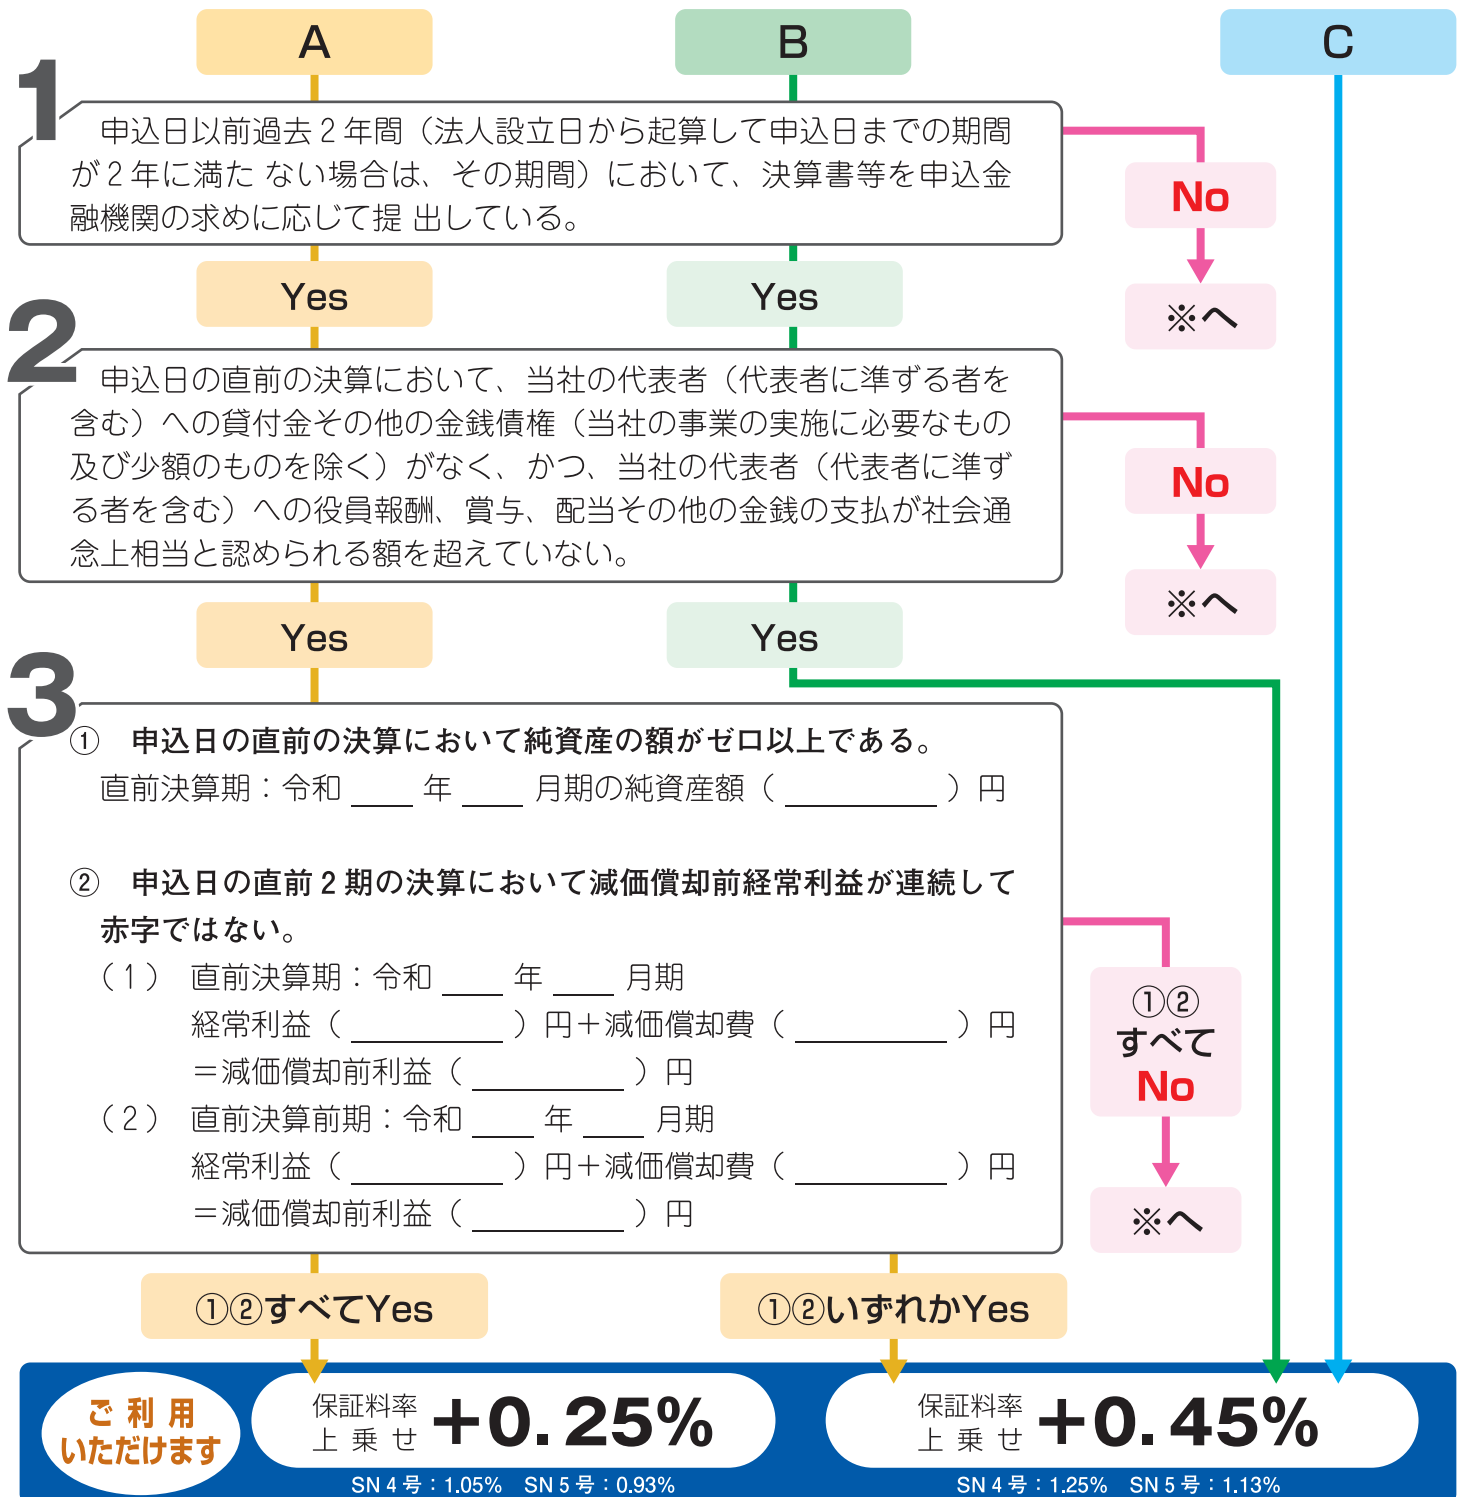 A
B
C
1
申込日以前過去2年間（法人設立日から起算して申込日までの期間
が2年に満た ない場合は、その期間）において、決算書等を申込金
融機関の求めに応じて提 出している。
No
※へ
Yes
Yes
2
申込日の直前の決算において、当社の代表者（代表者に準ずる者を
含む）への貸付金その他の金銭債権（当社の事業の実施に必要なもの
及び少額のものを除く）がなく、かつ、当社の代表者（代表者に準ず
る者を含む）への役員報酬、賞与、配当その他の金銭の支払が社会通
念上相当と認められる額を超えていない。
No
※へ
Yes
Yes
3
① 申込日の直前の決算において純資産の額がゼロ以上である。
直前決算期：令和 ____ 年 ____ 月期の純資産額（ __________ ）円
② 申込日の直前2期の決算において減価償却前経常利益が連続して
赤字ではない。
（1） 直前決算期：令和 ____ 年 ____ 月期
経常利益（ __________ ）円＋減価償却費（ __________ ）円
＝減価償却前利益（ __________ ）円
（2） 直前決算前期：令和 ____ 年 ____ 月期
経常利益（ __________ ）円＋減価償却費（ __________ ）円
＝減価償却前利益（ __________ ）円
①②
すべて
No
※へ
①②すべてYes
①②いずれかYes
ご利用
いただけます
保証料率
上乗せ
+0.25%
SN4号：1.05% SN5号：0.93%
保証料率
上乗せ
+0.45%
SN4号：1.25% SN5号：1.13%